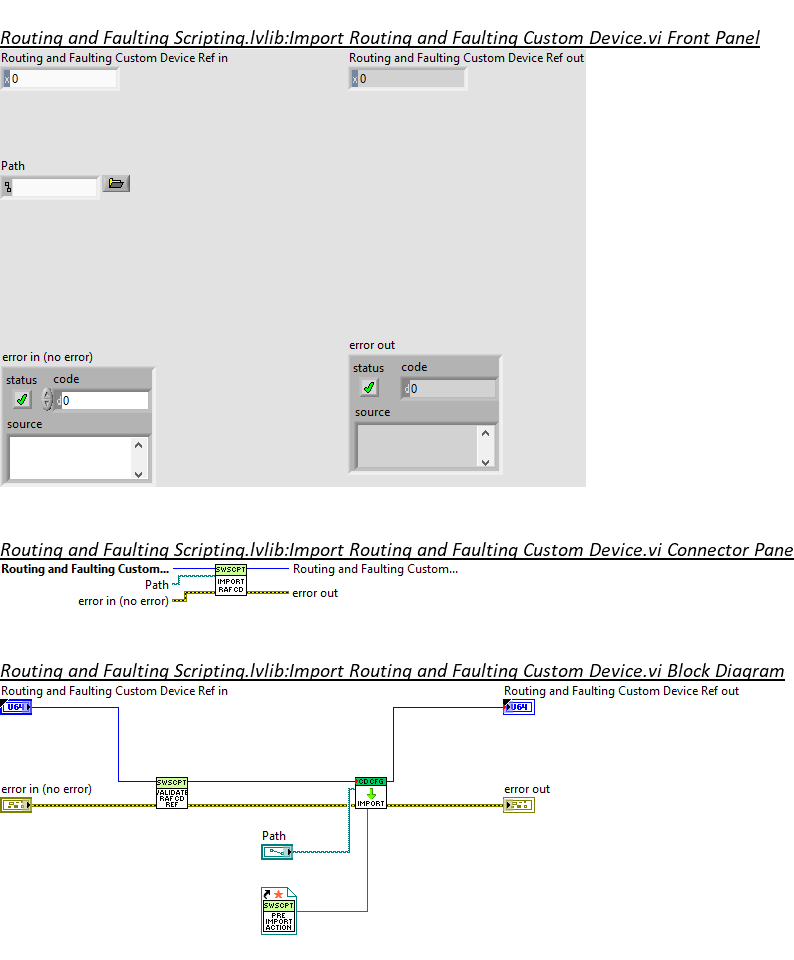 Routing and Faulting Scripting.lvlib:Import Routing and Faulting Custom Device.vi Front Panel
Routing and Faulting Custom Device Ref in
Routing and Faulting Custom Device Ref out
x 0
x 0
Path
error in (no error)
error out
status code
status code
d 0
d 0
source
source
Routing and Faulting Scripting.lvlib:Import Routing and Faulting Custom Device.vi Connector Pane
Routing and Faulting Custom...
SWSCPT
Routing and Faulting Custom...
Path
IMPORT
RAF CD
error in (no error)
error out
Routing and Faulting Scripting.lvlib:Import Routing and Faulting Custom Device.vi Block Diagram
Routing and Faulting Custom Device Ref in
Routing and Faulting Custom Device Ref out
U64
U64
error in (no error)
SWSCPT
VALIDATE
RAF CD
REF
CD CFG
IMPORT
error out
Path
SWSCPT
PRE
IMPORT
ACTION